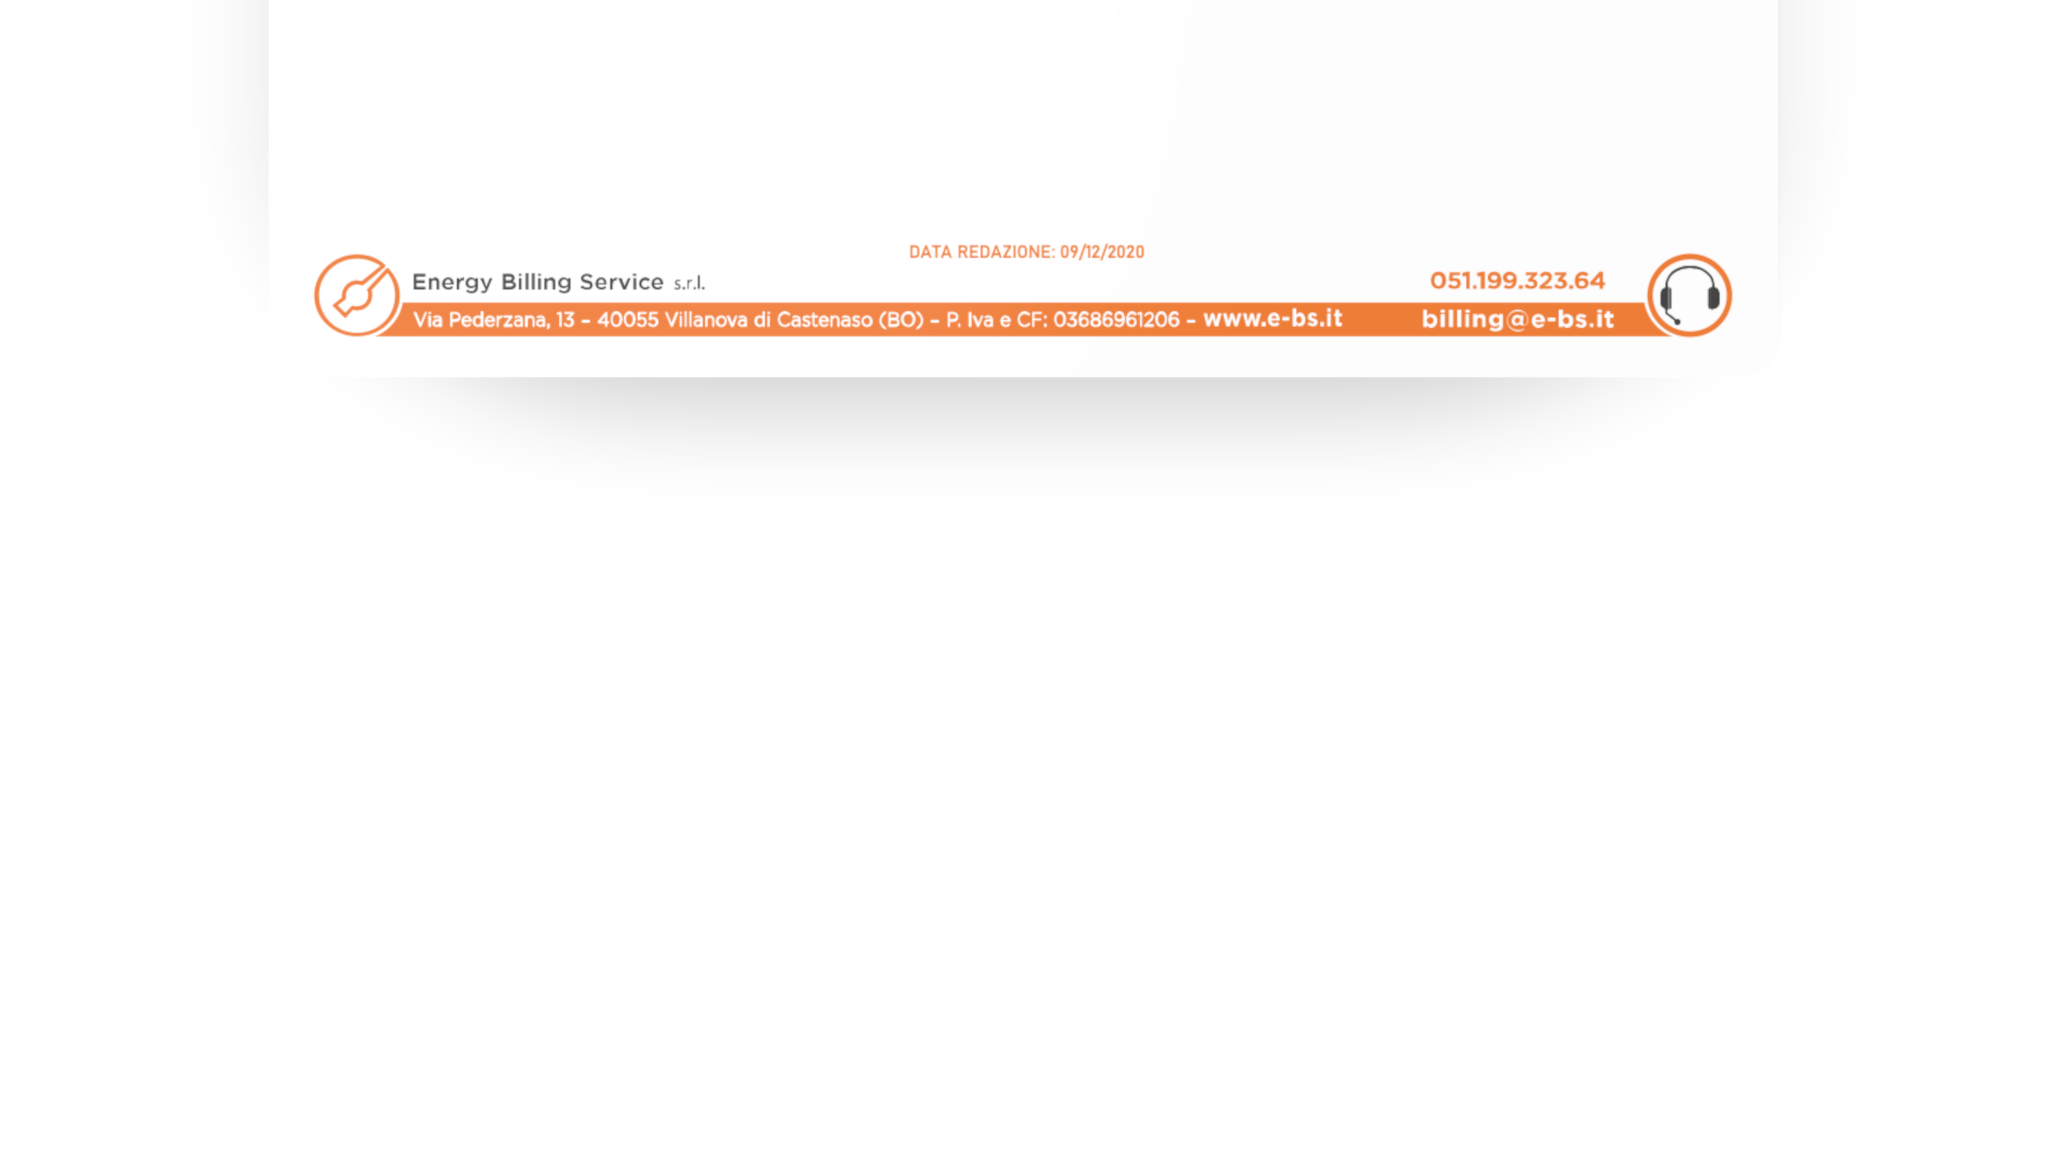 DATA REDAZIONE: 09/12/2020
Energy Billing Service s.r.l.
051.199.323.64
Via Pederzana, 13 – 40055 Villanova di Castenaso (BO) – P. Iva e CF: 03686961206 – www.e-bs.it
billing@e-bs.it